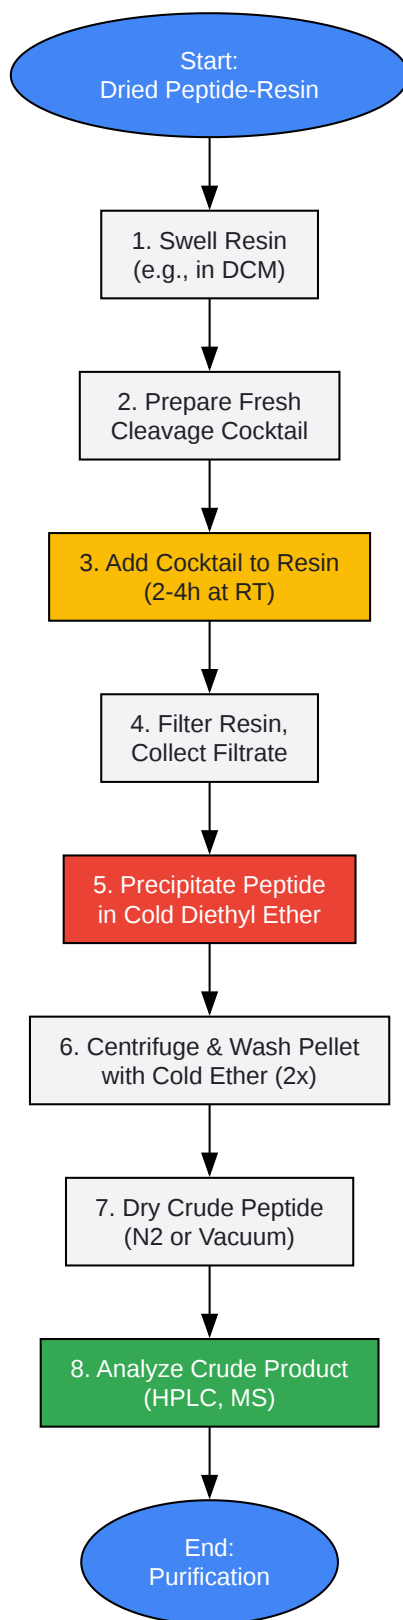 Start:
Dried Peptide-Resin
1. Swell Resin
(e.g., in DCM)
2. Prepare Fresh
Cleavage Cocktail
3. Add Cocktail to Resin
(2-4h at RT)
4. Filter Resin,
Collect Filtrate
5. Precipitate Peptide
in Cold Diethyl Ether
6. Centrifuge & Wash Pellet
with Cold Ether (2x)
7. Dry Crude Peptide
(N2 or Vacuum)
8. Analyze Crude Product
(HPLC, MS)
End:
Purification